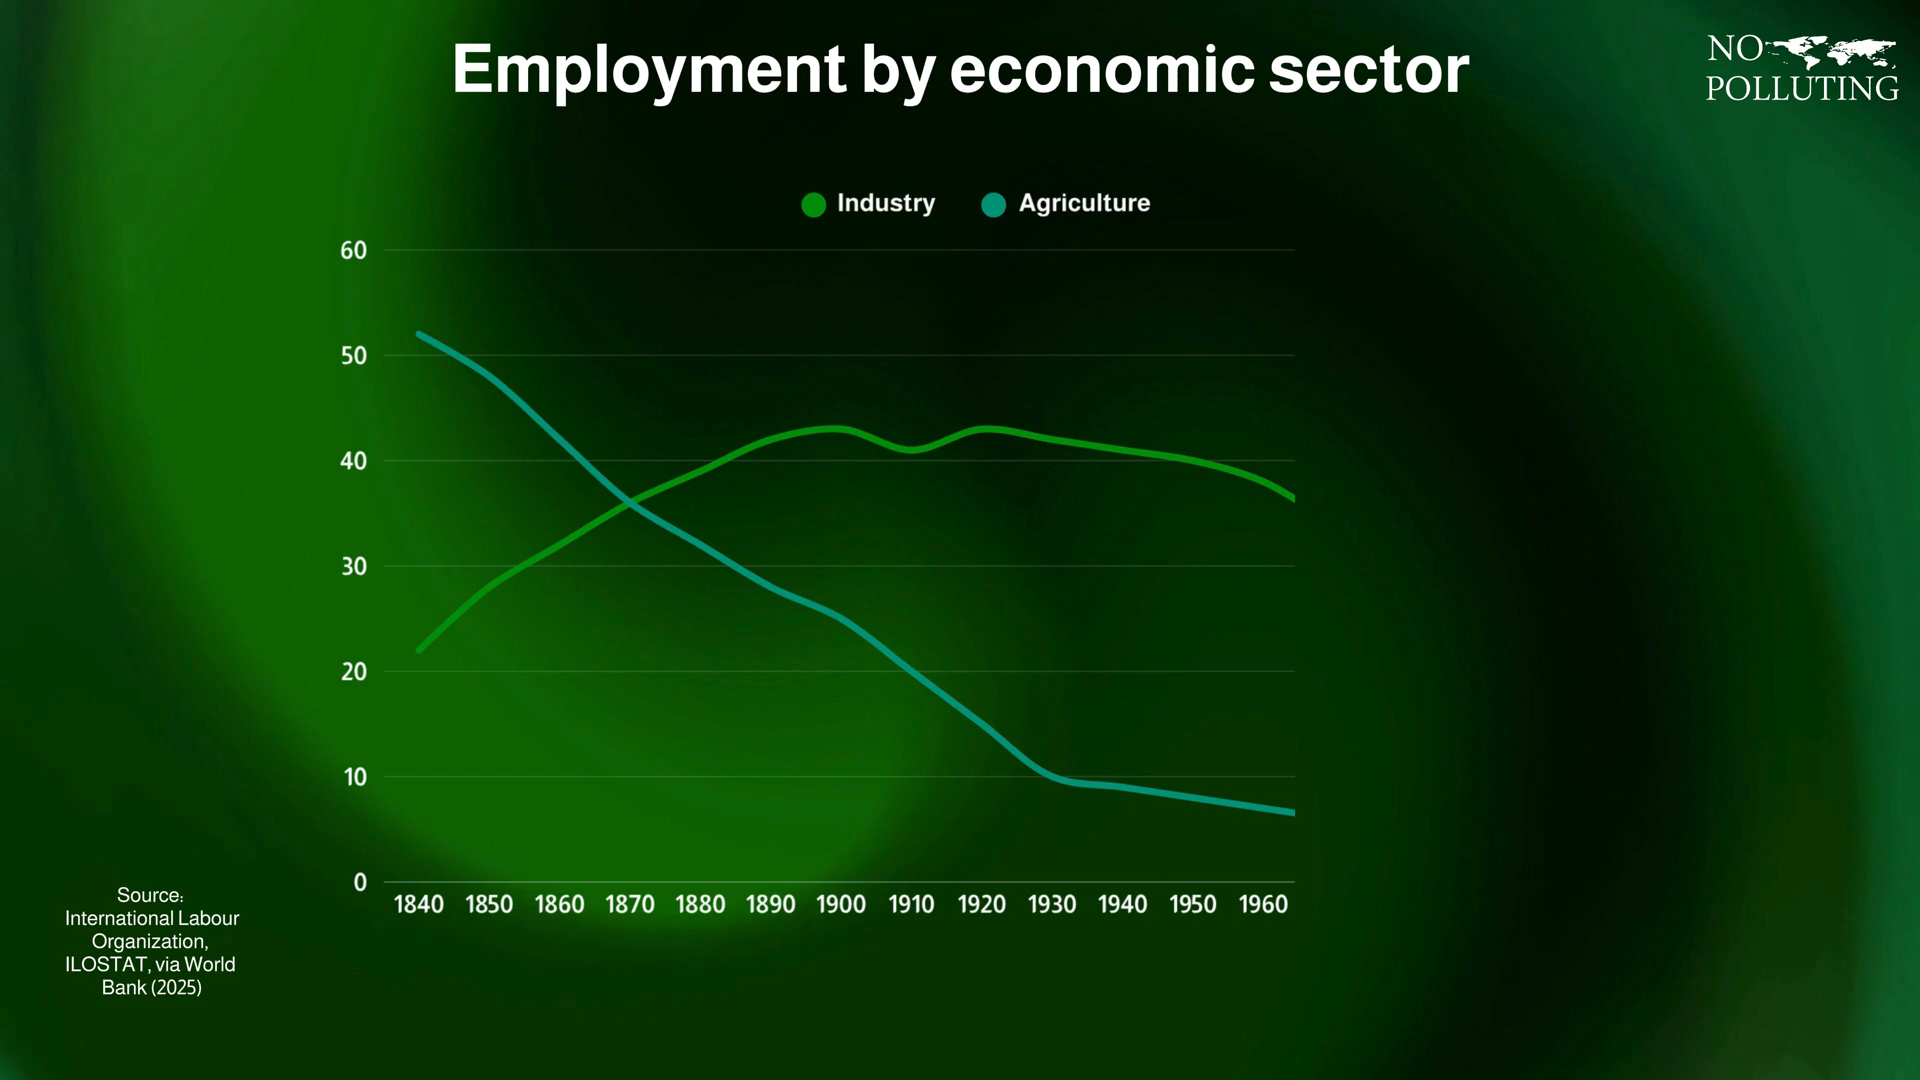 Employment by economic sector
NO
POLLUTING
Industry
Agriculture
60
50
40
30
20
10
0
1840 1850 1860 1870 1880 1890 1900 1910 1920 1930 1940 1950 1960
Source:
International Labour
Organization,
ILOSTAT, via World
Bank (2025)